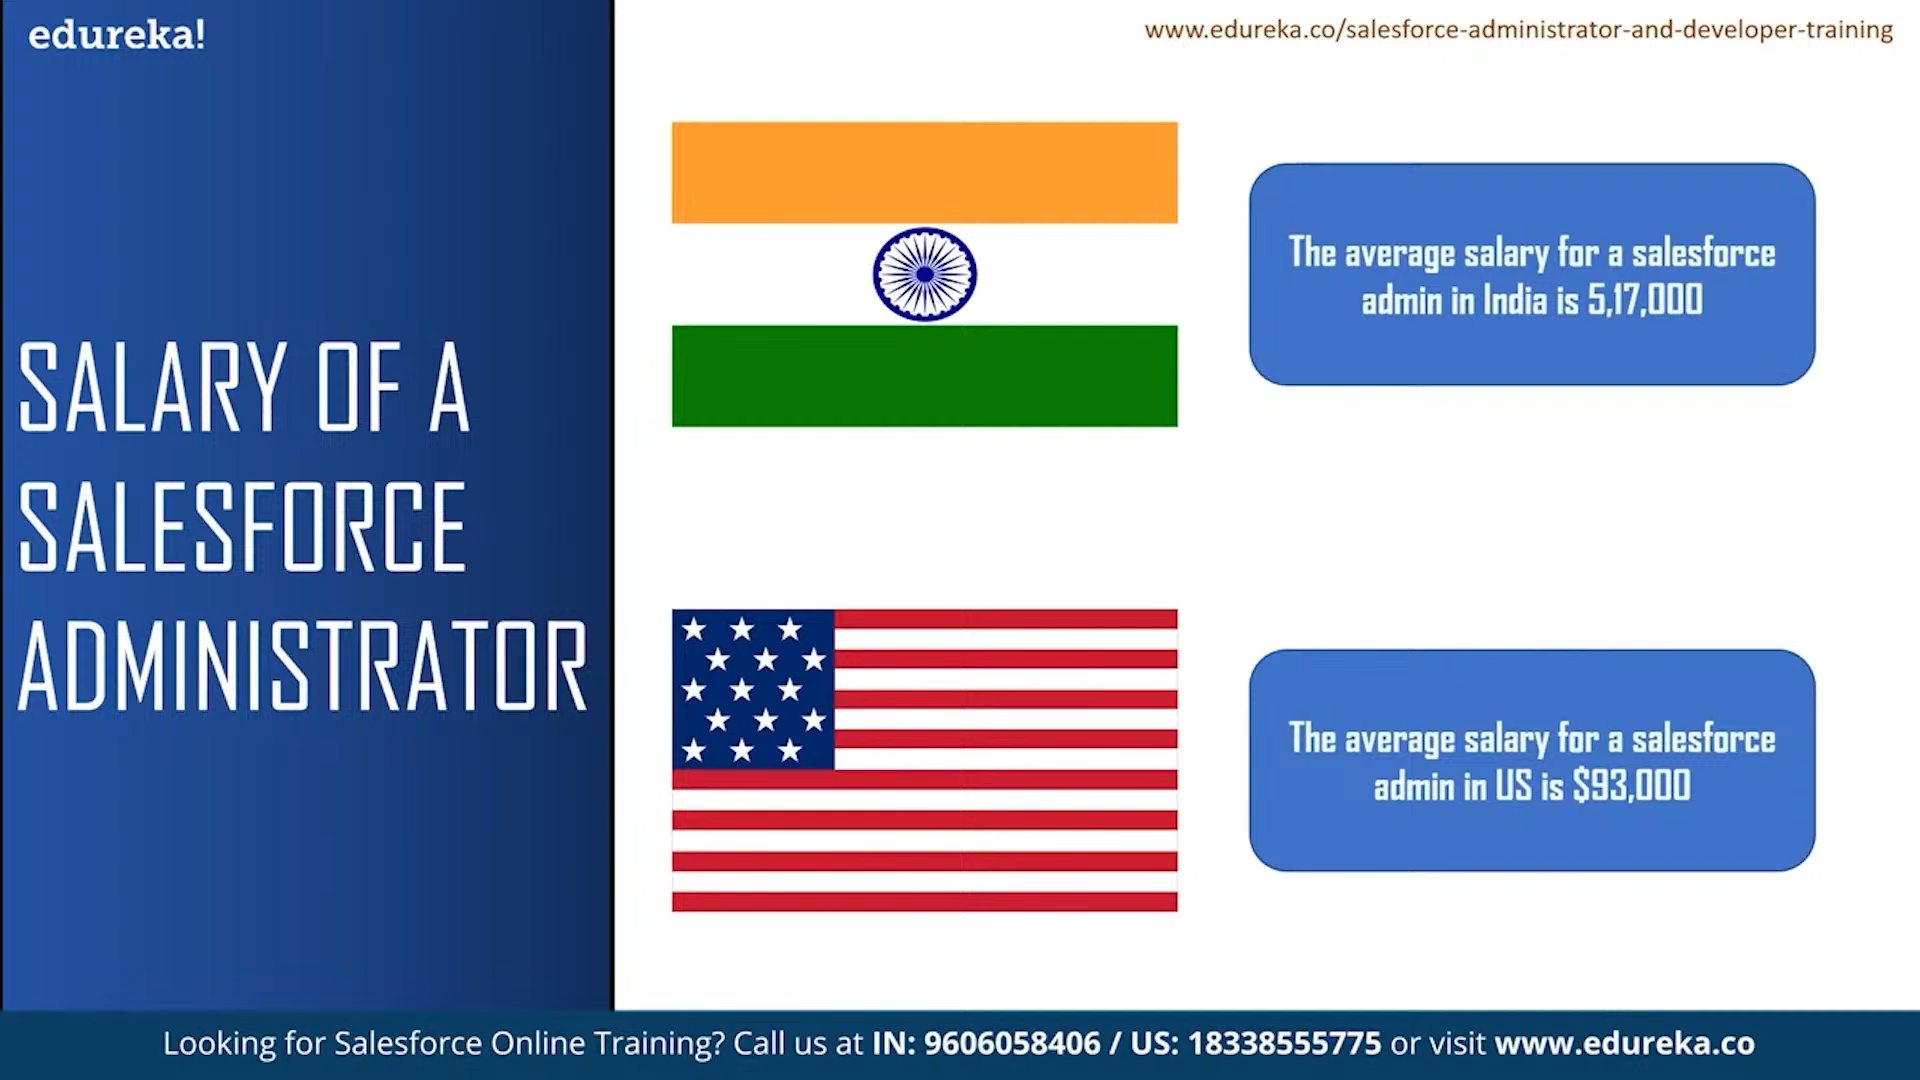 edureka!
www.edureka.co/salesforce-administrator-and-developer-training
SALARY OF A
SALESFORCE
ADMINISTRATOR
The average salary for a salesforce
admin in India is 5,17,000
The average salary for a salesforce
admin in US is $93,000
Looking for Salesforce Online Training? Call us at IN: 9606058406 / US: 18338555775 or visit www.edureka.co